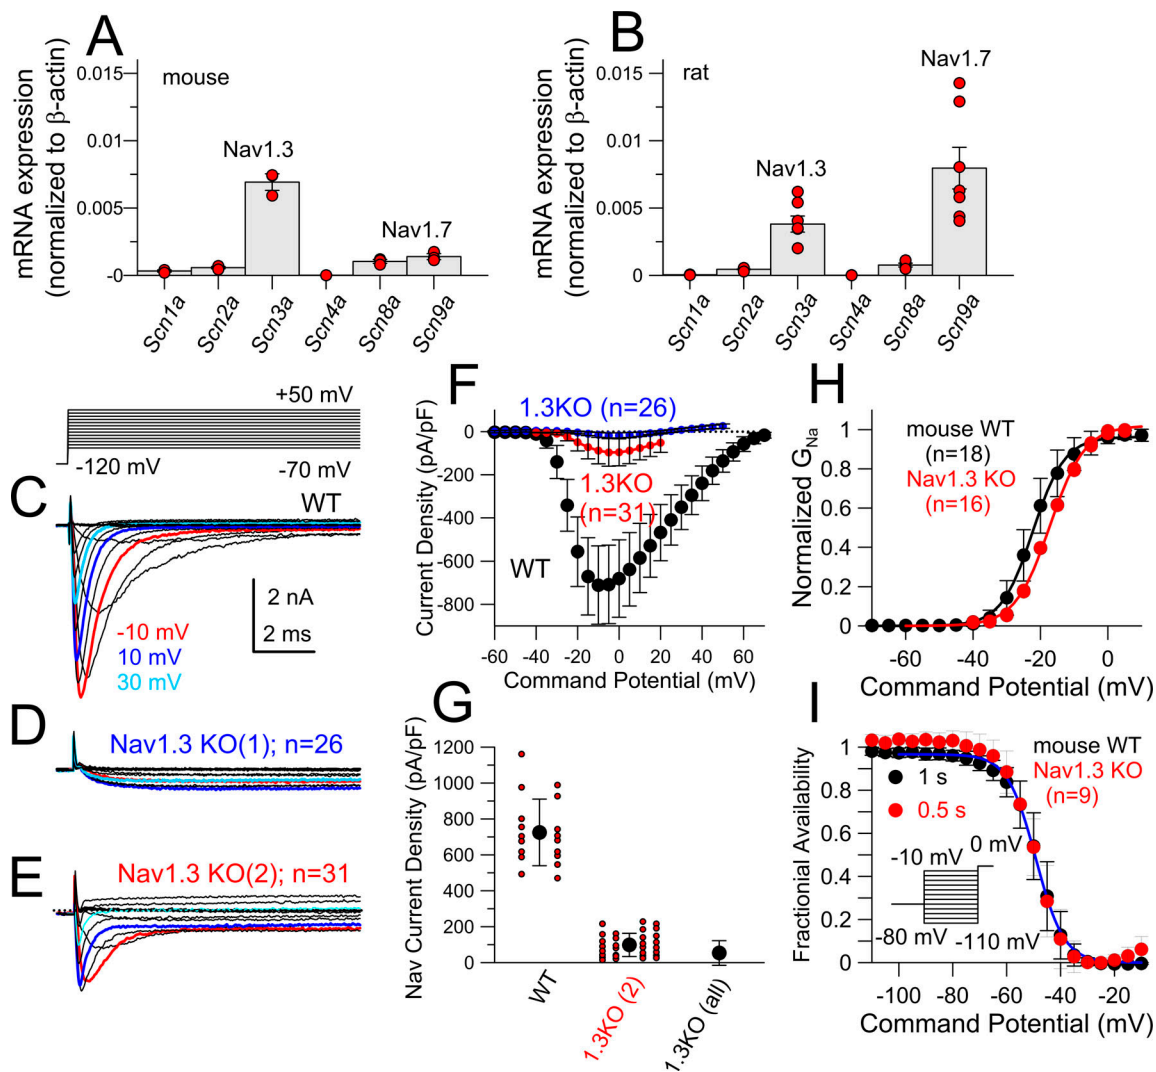 A
mRNA expression
(normalized to β-actin)
mouse
0.015
0.01
0.005
-0
Nav1.3
Nav1.7
Scn1a
Scn2a
Scn3a
Scn4a
Scn8a
Scn9a
B
mRNA expression
(normalized to β-actin)
rat
0.015
0.01
0.005
0
Nav1.3
Nav1.7
Scn1a
Scn2a
Scn3a
Scn4a
Scn8a
Scn9a
+50 mV
-120 mV
-70 mV
C
WT
2 nA
2 ms
-10 mV
10 mV
30 mV
D
Nav1.3 KO(1); n=26
E
Nav1.3 KO(2); n=31
F
Current Density (pA/pF)
0
-200
-400
-600
-800
1.3KO (n=26)
1.3KO
(n=31)
WT
-60
-40
-20
0
20
40
60
Command Potential (mV)
G
Nav Current Density (pA/pF)
1200
1000
800
600
400
200
0
WT
1.3KO (2)
1.3KO (all)
H
Normalized GNa
1
0.8
0.6
0.4
0.2
0
mouse WT
(n=18)
Nav1.3 KO
(n=16)
-60
-40
-20
0
Command Potential (mV)
I
Fractional Availability
1
0.8
0.6
0.4
0.2
0
mouse WT
Nav1.3 KO
(n=9)
1 s
0.5 s
0 mV
-10 mV
-80 mV
-110 mV
-100
-80
-60
-40
-20
Command Potential (mV)